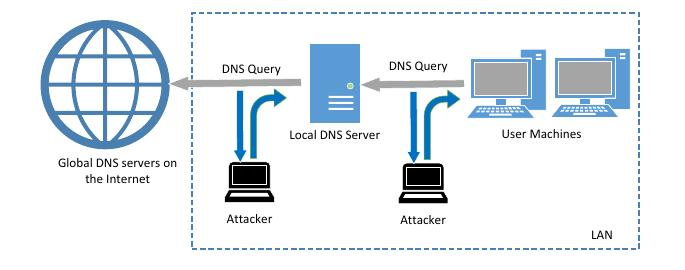 DNS Query
DNS Query
Local DNS Server
User Machines
Global DNS servers on
the Internet
Attacker
Attacker
LAN